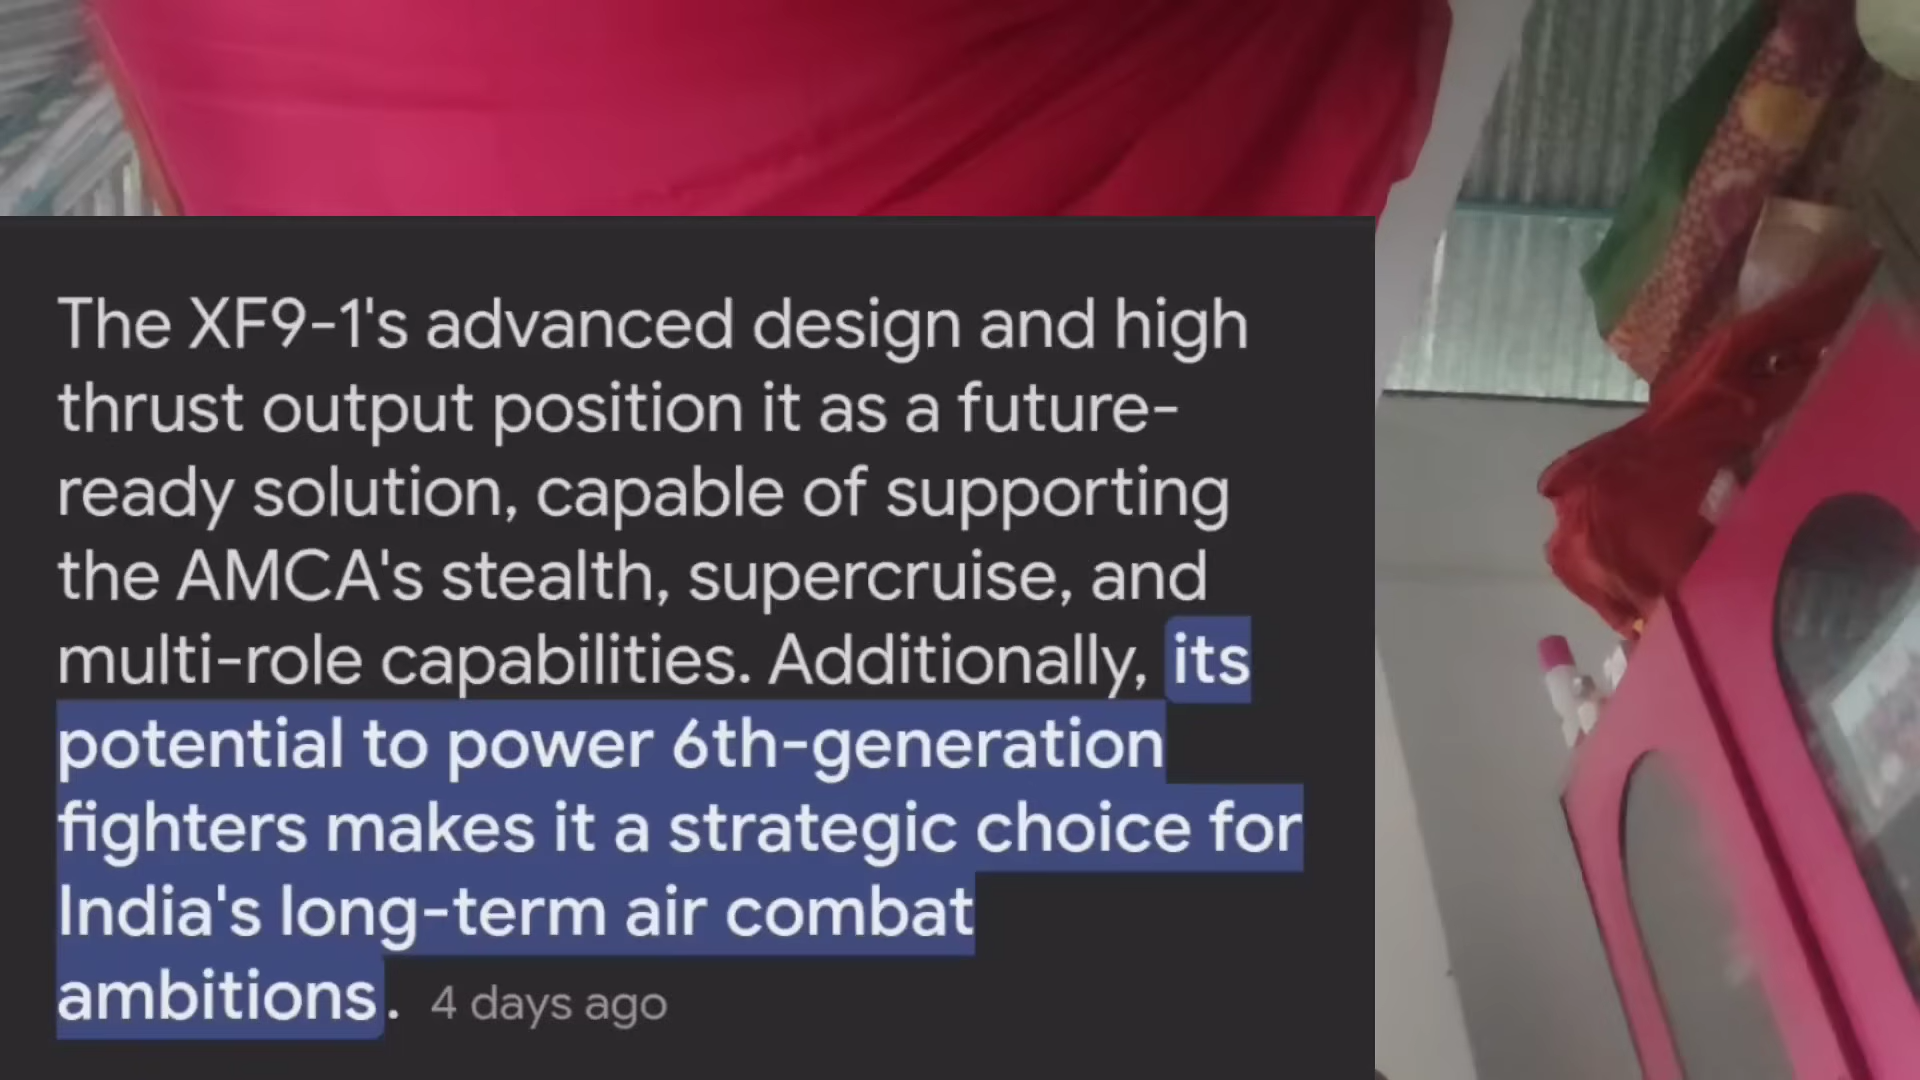 The XF9-1's advanced design and high
thrust output position it as a future-
ready solution, capable of supporting
the AMCA's stealth, supercruise, and
multi-role capabilities. Additionally, its
potential to power 6th-generation
fighters makes it a strategic choice for
India's long-term air combat
ambitions. 4 days ago